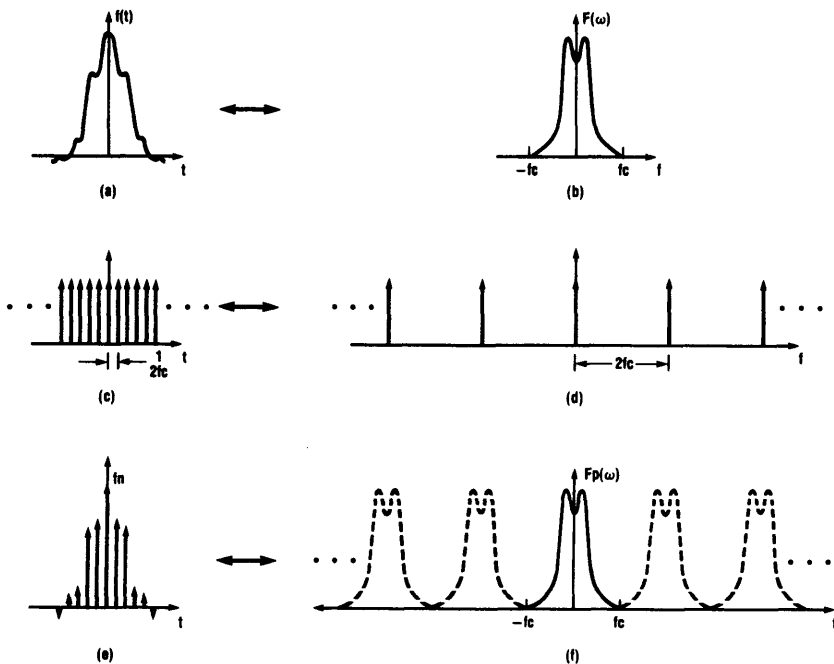 f(t)
t
(a)
F(ω)
−fc
fc
f
(b)
t
1
2fc
(c)
2fc
f
(d)
fn
t
(e)
Fp(ω)
−fc
fc
f
(f)